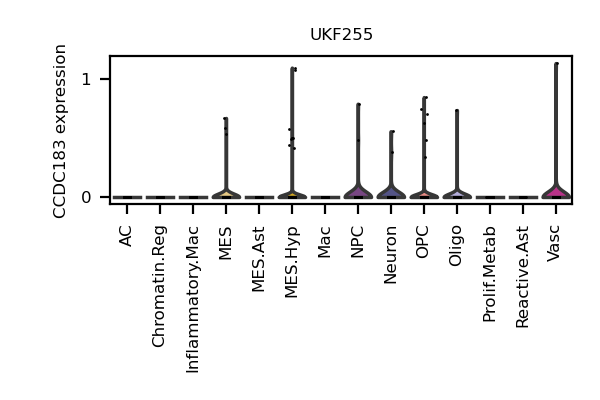 UKF255
CCDC183 expression
1
0
AC
Chromatin.Reg
Inflammatory.Mac
MES
MES.Ast
MES.Hyp
Mac
NPC
Neuron
OPC
Oligo
Prolif.Metab
Reactive.Ast
Vasc